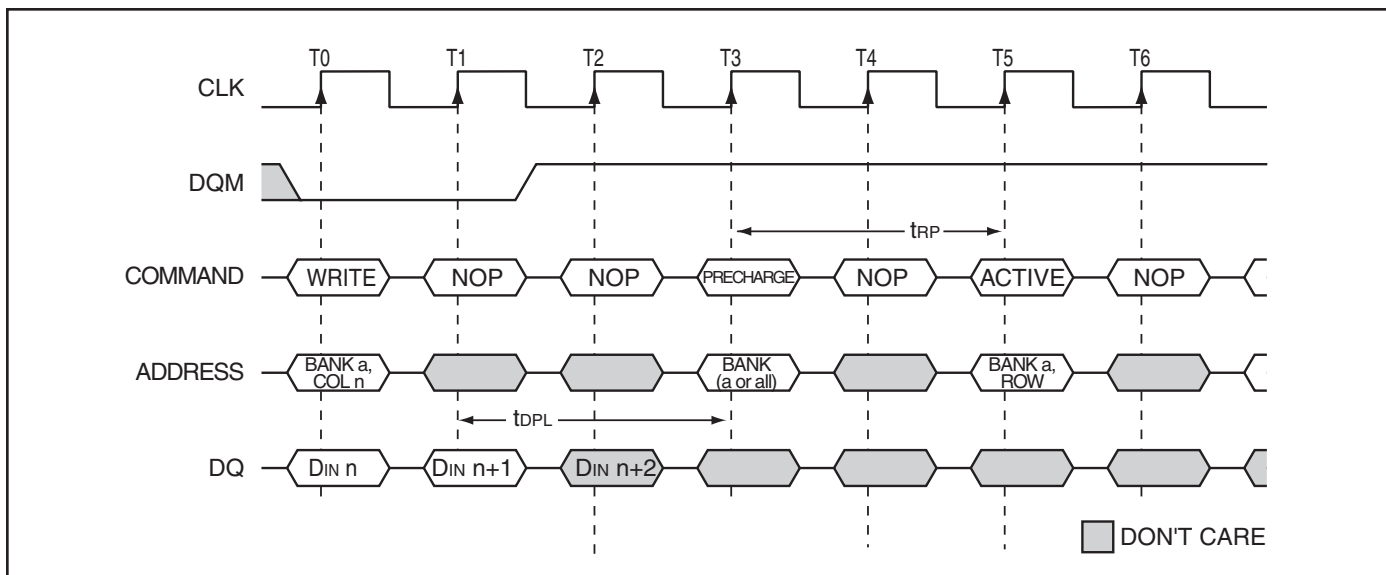 T0 T1 T2 T3 T4 T5 T6
CLK
DQM
tRP
COMMAND WRITE NOP NOP PRECHARGE NOP ACTIVE NOP
ADDRESS
BANK a,
COL n
BANK
(a or all)
BANK a,
ROW
tDPL
DQ DIN n DIN n+1 DIN n+2
DON'T CARE